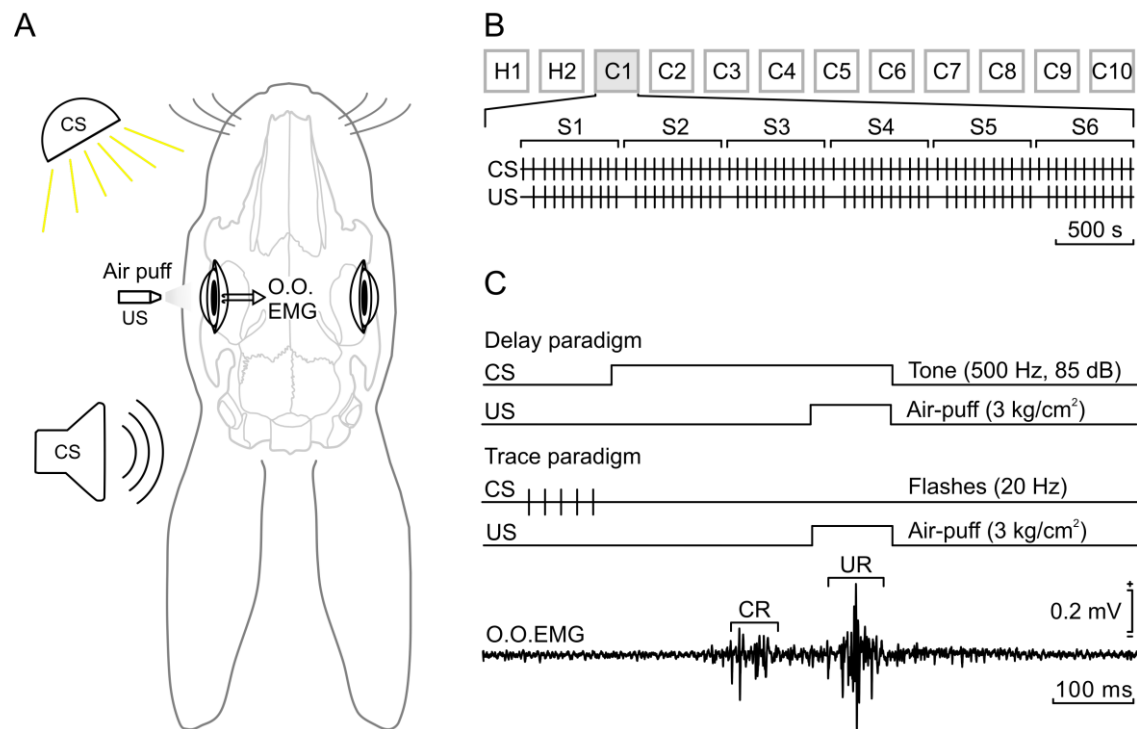 A
CS
Air puff
US
O.O.
EMG
CS
B
H1 H2 C1 C2 C3 C4 C5 C6 C7 C8 C9 C10
S1 S2 S3 S4 S5 S6
CS
US
500 s
C
Delay paradigm
CS Tone (500 Hz, 85 dB)
US Air-puff (3 kg/cm²)
Trace paradigm
CS Flashes (20 Hz)
US Air-puff (3 kg/cm²)
UR
CR
+
0.2 mV
-
O.O.EMG
100 ms